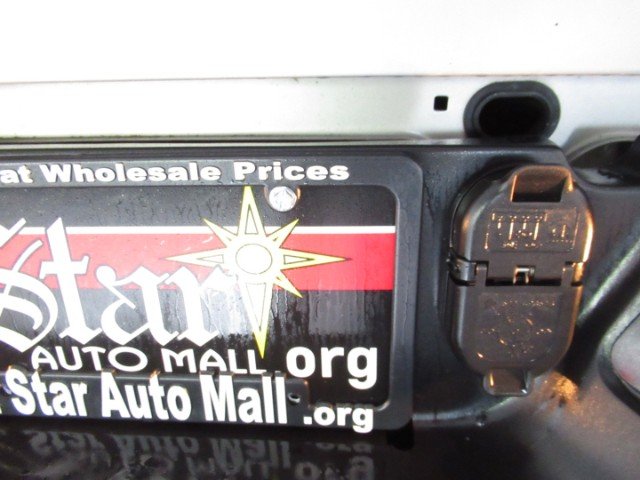 at Wholesale Prices
Star
AUTO MALL.org
Star Auto Mall .org